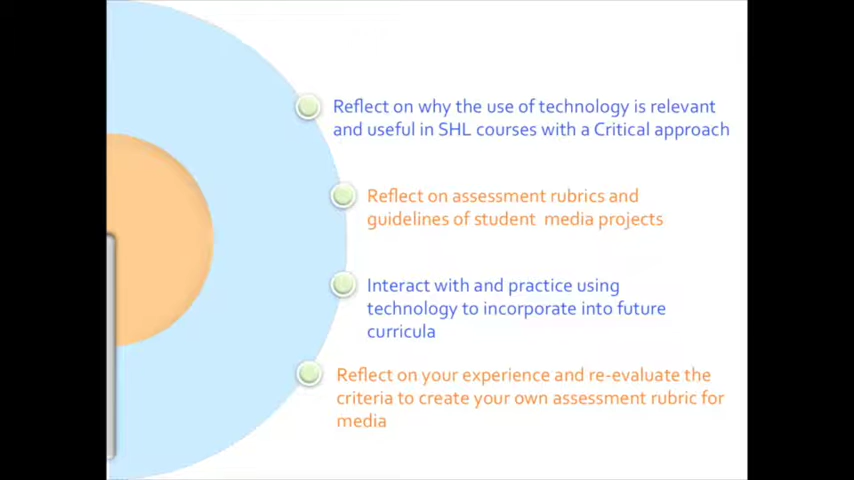 Reflect on why the use of technology is relevant
and useful in SHL courses with a Critical approach
Reflect on assessment rubrics and
guidelines of student media projects
Interact with and practice using
technology to incorporate into future
curricula
Reflect on your experience and re-evaluate the
criteria to create your own assessment rubric for
media